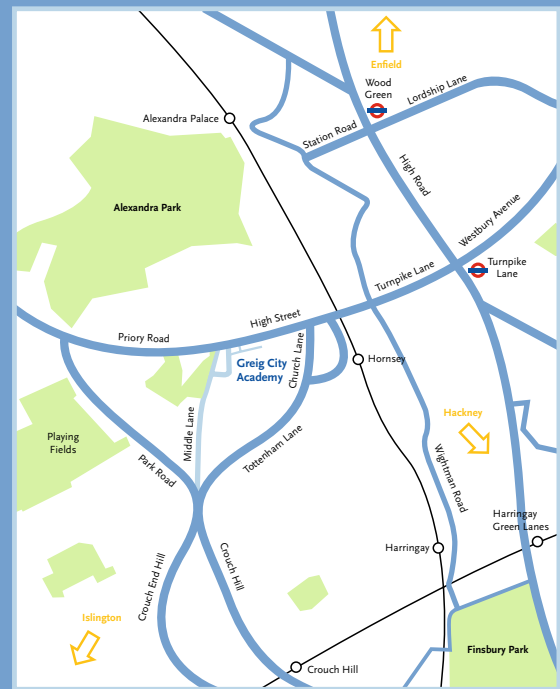 Enfield
Wood
Green
Lordship Lane
Station Road
Alexandra Palace
High Road
Alexandra Park
Westbury Avenue
Turnpike
Lane
Turnpike Lane
High Street
Priory Road
Church Lane
Greig City
Academy
Hornsey
Middle Lane
Hackney
Playing
Fields
Park Road
Tottenham Lane
Wightman Road
Harringay
Green Lanes
Harringay
Crouch End Hill
Crouch Hill
Islington
Finsbury Park
Crouch Hill